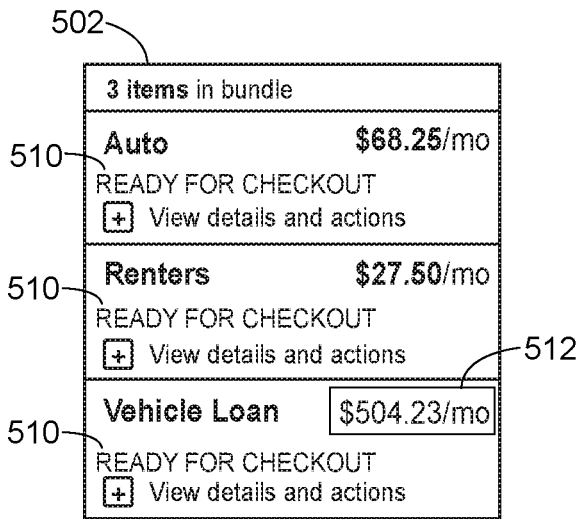 502
3 items in bundle
Auto $68.25/mo
510
READY FOR CHECKOUT
+ View details and actions
Renters $27.50/mo
510
READY FOR CHECKOUT
+ View details and actions
512
Vehicle Loan $504.23/mo
510
READY FOR CHECKOUT
+ View details and actions